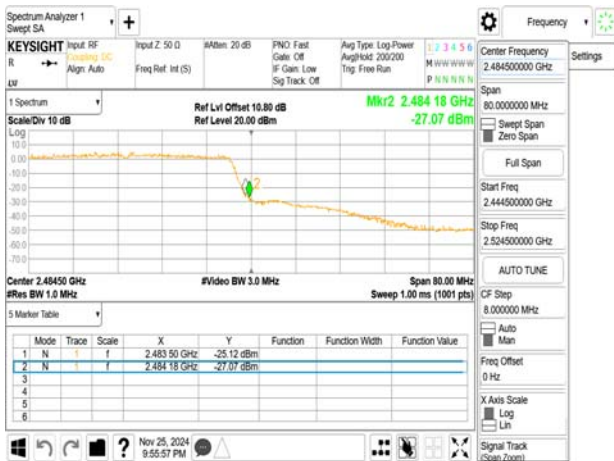 Spectrum Analyzer 1
Swept SA
Frequency
KEYSIGHT
Input: RF
Coupling: DC
Align: Auto
Input Z: 50 Ω
Freq Ref: Int (S)
#Atten: 20 dB
PNO: Fast
Gate: Off
IF Gain: Low
Sig Track: Off
Avg Type: Log-Power
Avg|Hold: 200/200
Trig: Free Run
1 2 3 4 5 6
M W W W W W
P N N N N N
R
1 Spectrum
Scale/Div 10 dB
Ref Lvl Offset 10.80 dB
Ref Level 20.00 dBm
Mkr2 2.484 18 GHz
-27.07 dBm
Log
10.0
0.00
-10.0
-20.0
-30.0
-40.0
-50.0
-60.0
-70.0
2
Center 2.48450 GHz
#Res BW 1.0 MHz
#Video BW 3.0 MHz
Span 80.00 MHz
Sweep 1.00 ms (1001 pts)
5 Marker Table
Mode Trace Scale X Y Function Function Width Function Value
1 N 1 f 2.483 50 GHz -25.12 dBm
2 N 1 f 2.484 18 GHz -27.07 dBm
3
4
5
6
Nov 25, 2024
9:55:57 PM
Center Frequency
2.484500000 GHz
Settings
Span
80.0000000 MHz
Swept Span
Zero Span
Full Span
Start Freq
2.444500000 GHz
Stop Freq
2.524500000 GHz
AUTO TUNE
CF Step
8.000000 MHz
Auto
Man
Freq Offset
0 Hz
X Axis Scale
Log
Lin
Signal Track
(Span Zoom)